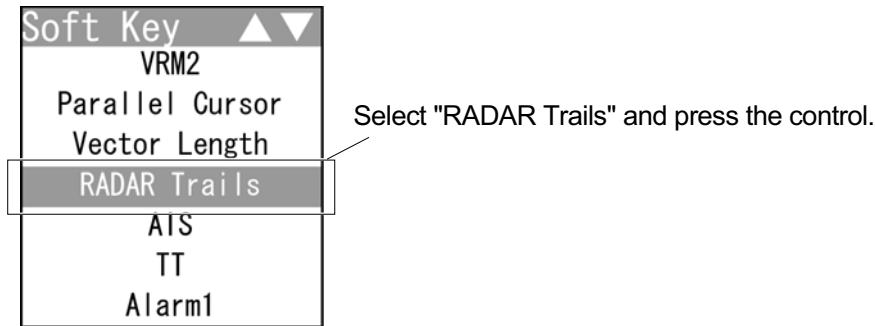 Soft Key ▲▼
VRM2
Parallel Cursor
Vector Length
RADAR Trails
AIS
TT
Alarm1
Select "RADAR Trails" and press the control.